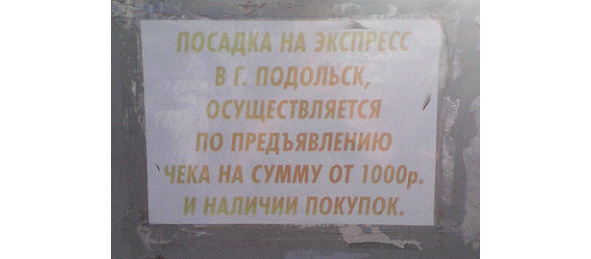 ПОСАДКА НА ЭКСПРЕСС
В Г. ПОДОЛЬСК,
ОСУЩЕСТВЛЯЕТСЯ
ПО ПРЕДЪЯВЛЕНИЮ
ЧЕКА НА СУММУ ОТ 1000р.
И НАЛИЧИИ ПОКУПОК.